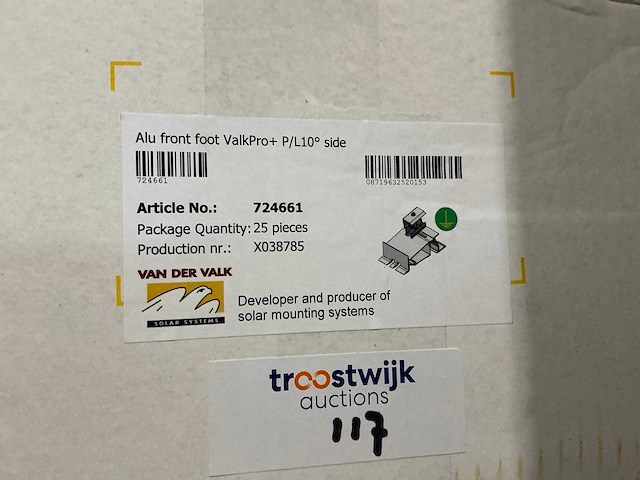 Alu front foot ValkPro+ P/L10° side
724661
08719632520153
Article No.: 724661
Package Quantity: 25 pieces
Production nr.: X038785
VAN DER VALK
SOLAR SYSTEMS
Developer and producer of
solar mounting systems
troostwijk
auctions
117